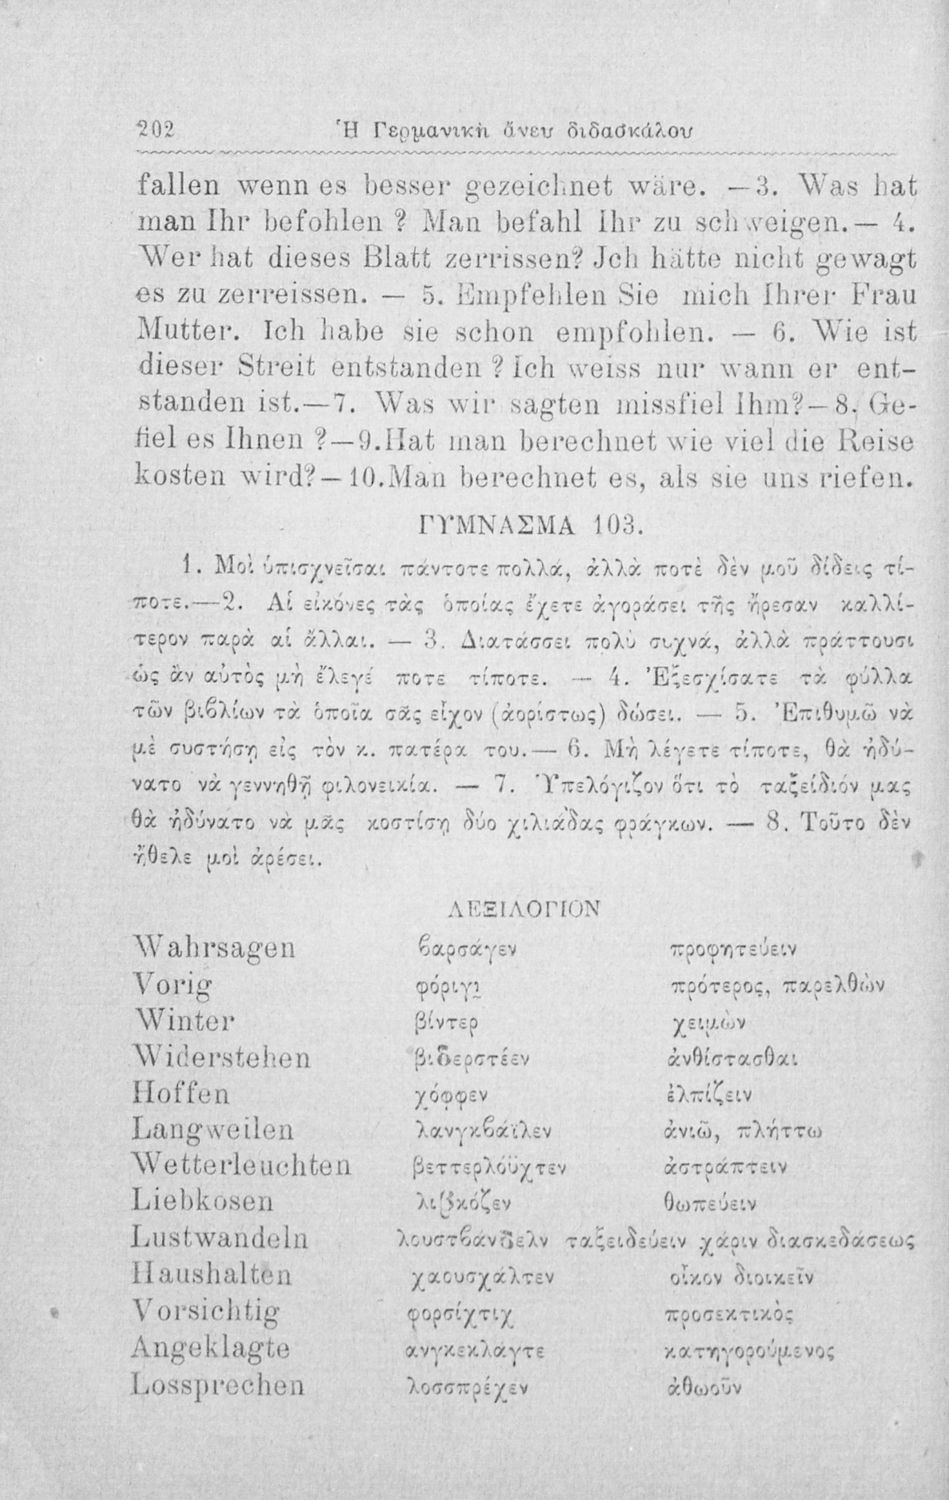 202 Ἡ Γερμανικὴ ἄνευ διδασκάλου
fallen wenn es besser gezeichnet wäre. —3. Was hat
man Ihr befohlen ? Man befahl Ihr zu schweigen.— 4.
Wer hat dieses Blatt zerrissen? Jch hätte nicht gewagt
es zu zerreissen. — 5. Empfehlen Sie mich Ihrer Frau
Mutter. Ich habe sie schon empfohlen. — 6. Wie ist
dieser Streit entstanden ? Ich weiss nur wann er ent-
standen ist.—7. Was wir sagten missfiel Ihm?—8. Ge-
fiel es Ihnen ?—9.Hat man berechnet wie viel die Reise
kosten wird?—10.Man berechnet es, als sie uns riefen.
ΓΥΜΝΑΣΜΑ 103.
1. Μοὶ ὑπισχνεῖσαι πάντοτε πολλά, ἀλλὰ ποτὲ δὲν μοῦ δίδεις τί-
ποτε.—2. Αἱ εἰκόνες τὰς ὁποίας ἔχετε ἀγοράσει τῆς ἤρεσαν καλλί-
τερον παρὰ αἱ ἄλλαι. — 3. Διατάσσει πολὺ συχνά, ἀλλὰ πράττουσι
ὡς ἂν αὐτὸς μὴ ἔλεγέ ποτε τίποτε. — 4. Ἐξεσχίσατε τὰ φύλλα
τῶν βιβλίων τὰ ὁποῖα σᾶς εἶχον (ἀορίστως) δώσει. — 5. Ἐπιθυμῶ νὰ
μὲ συστήσῃ εἰς τὸν κ. πατέρα του.— 6. Μὴ λέγετε τίποτε, θὰ ἠδύ-
νατο νὰ γεννηθῇ φιλονεικία. — 7. Ὑπελόγιζον ὅτι τὸ ταξείδιόν μας
θὰ ἠδύνατο νὰ μᾶς κοστίσῃ δύο χιλιάδας φράγκων. — 8. Τοῦτο δὲν
ἤθελε μοὶ ἀρέσει.
ΛΕΞΙΛΟΓΙΟΝ
Wahrsagen βαρσάγεν προφητεύειν
Vorig φόριγχ πρότερος, παρελθὼν
Winter βίντερ χειμὼν
Widerstehen βιδερστέεν ἀνθίστασθαι
Hoffen χόφφεν ἐλπίζειν
Langweilen λανγκβάϊλεν ἀνιῶ, πλήττω
Wetterleuchten βεττερλόϋχτεν ἀστράπτειν
Liebkosen λιβκόζεν θωπεύειν
Lustwandeln λουστβάνδελν ταξειδεύειν χάριν διασκεδάσεως
Haushalten χαουσχάλτεν οἶκον διοικεῖν
Vorsichtig φορσίχτιχ προσεκτικὸς
Angeklagte ανγκεκλάγτε κατηγορούμενος
Lossprechen λοσσπρέχεν ἀθωοῦν